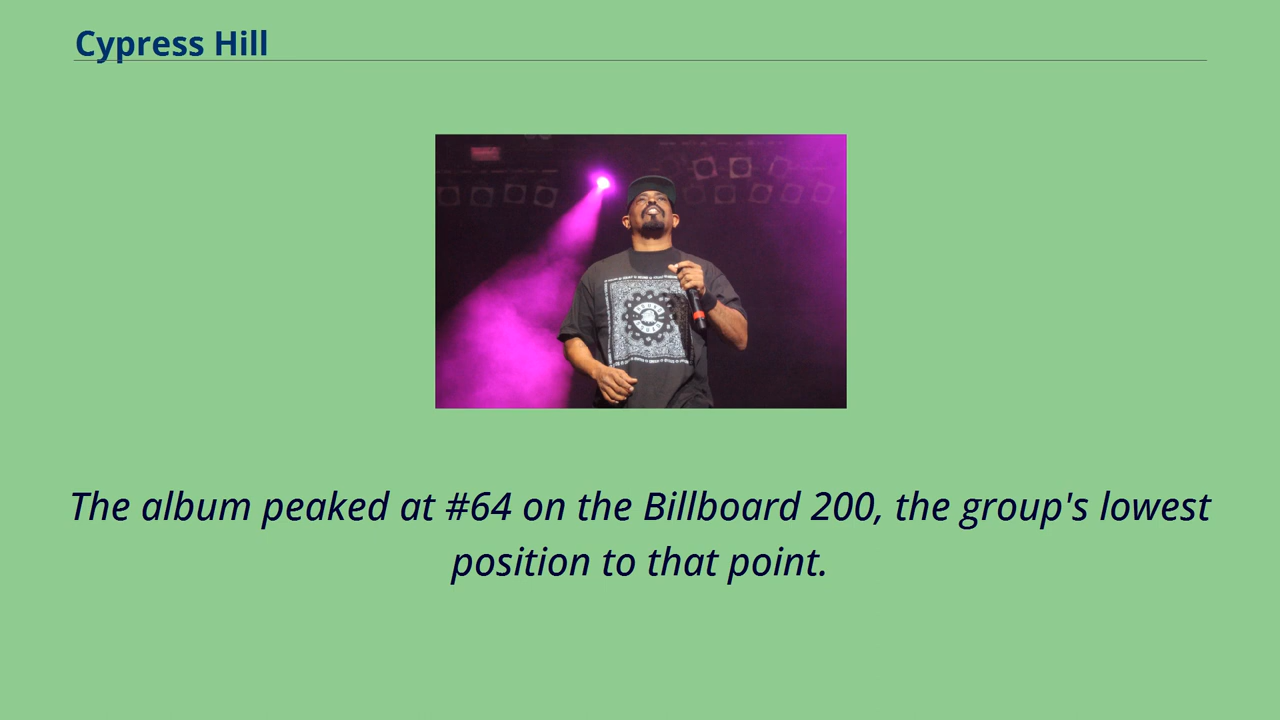 Cypress Hill
The album peaked at #64 on the Billboard 200, the group's lowest
position to that point.